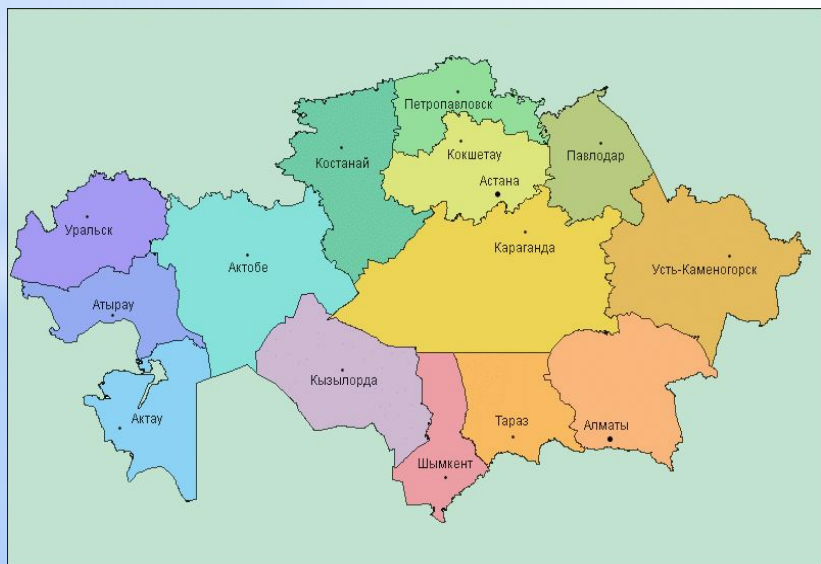 Петропавловск
Костанай
Кокшетау
Павлодар
Астана
Уральск
Караганда
Актобе
Усть-Каменогорск
Атырау
Кызылорда
Актау
Тараз
Алматы
Шымкент